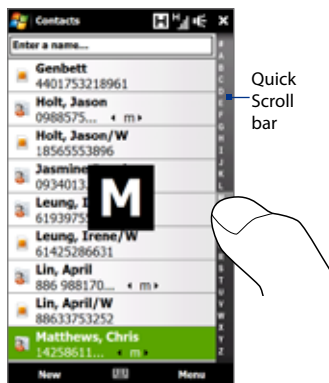 Contacts
Enter a name...
Genbett
4401753218961
Holt, Jason
0988575... m
Holt, Jason/W
18565553896
Jasmine
0934013
Leung, I
6193975
M
Leung, Irene/W
61425286631
Lin, April
886 988170... m
Lin, April/W
88633753252
Matthews, Chris
14258611... m
New
Menu
Quick
Scroll
bar